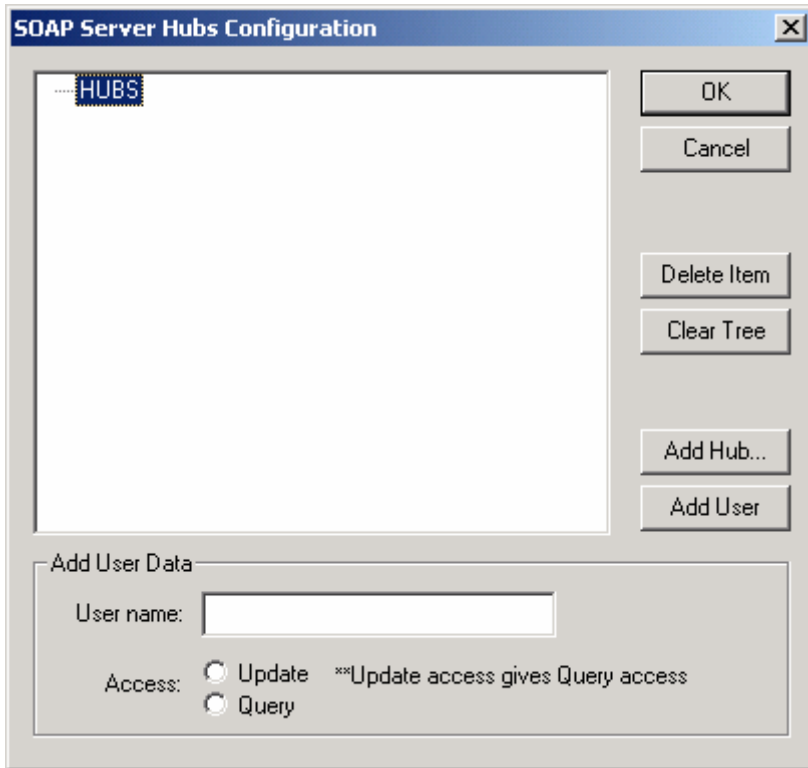 SOAP Server Hubs Configuration
HUBS
OK
Cancel
Delete Item
Clear Tree
Add Hub...
Add User
Add User Data
User name:
Access:
Update **Update access gives Query access
Query